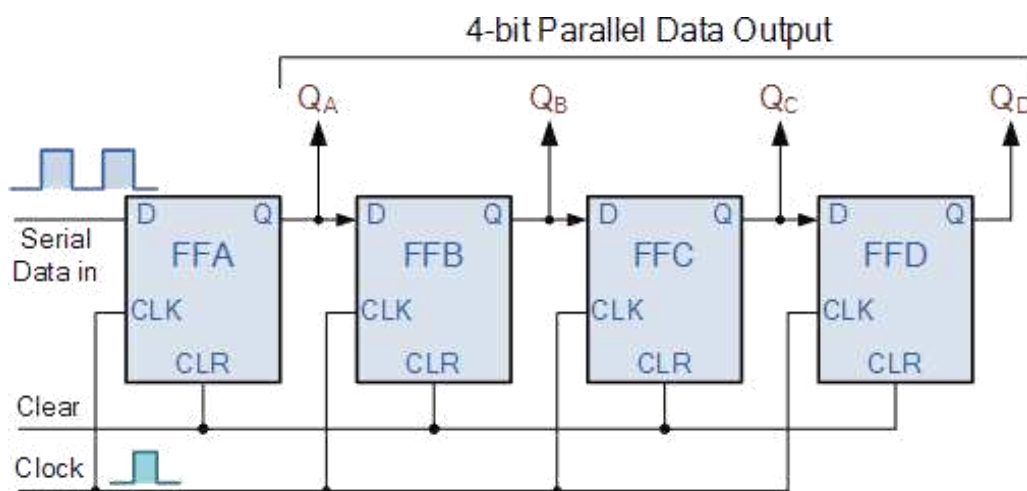 4-bit Parallel Data Output
QA QB QC QD
D Q D Q D Q D Q
Serial
Data in
FFA FFB FFC FFD
CLK CLK CLK CLK
CLR CLR CLR CLR
Clear
Clock